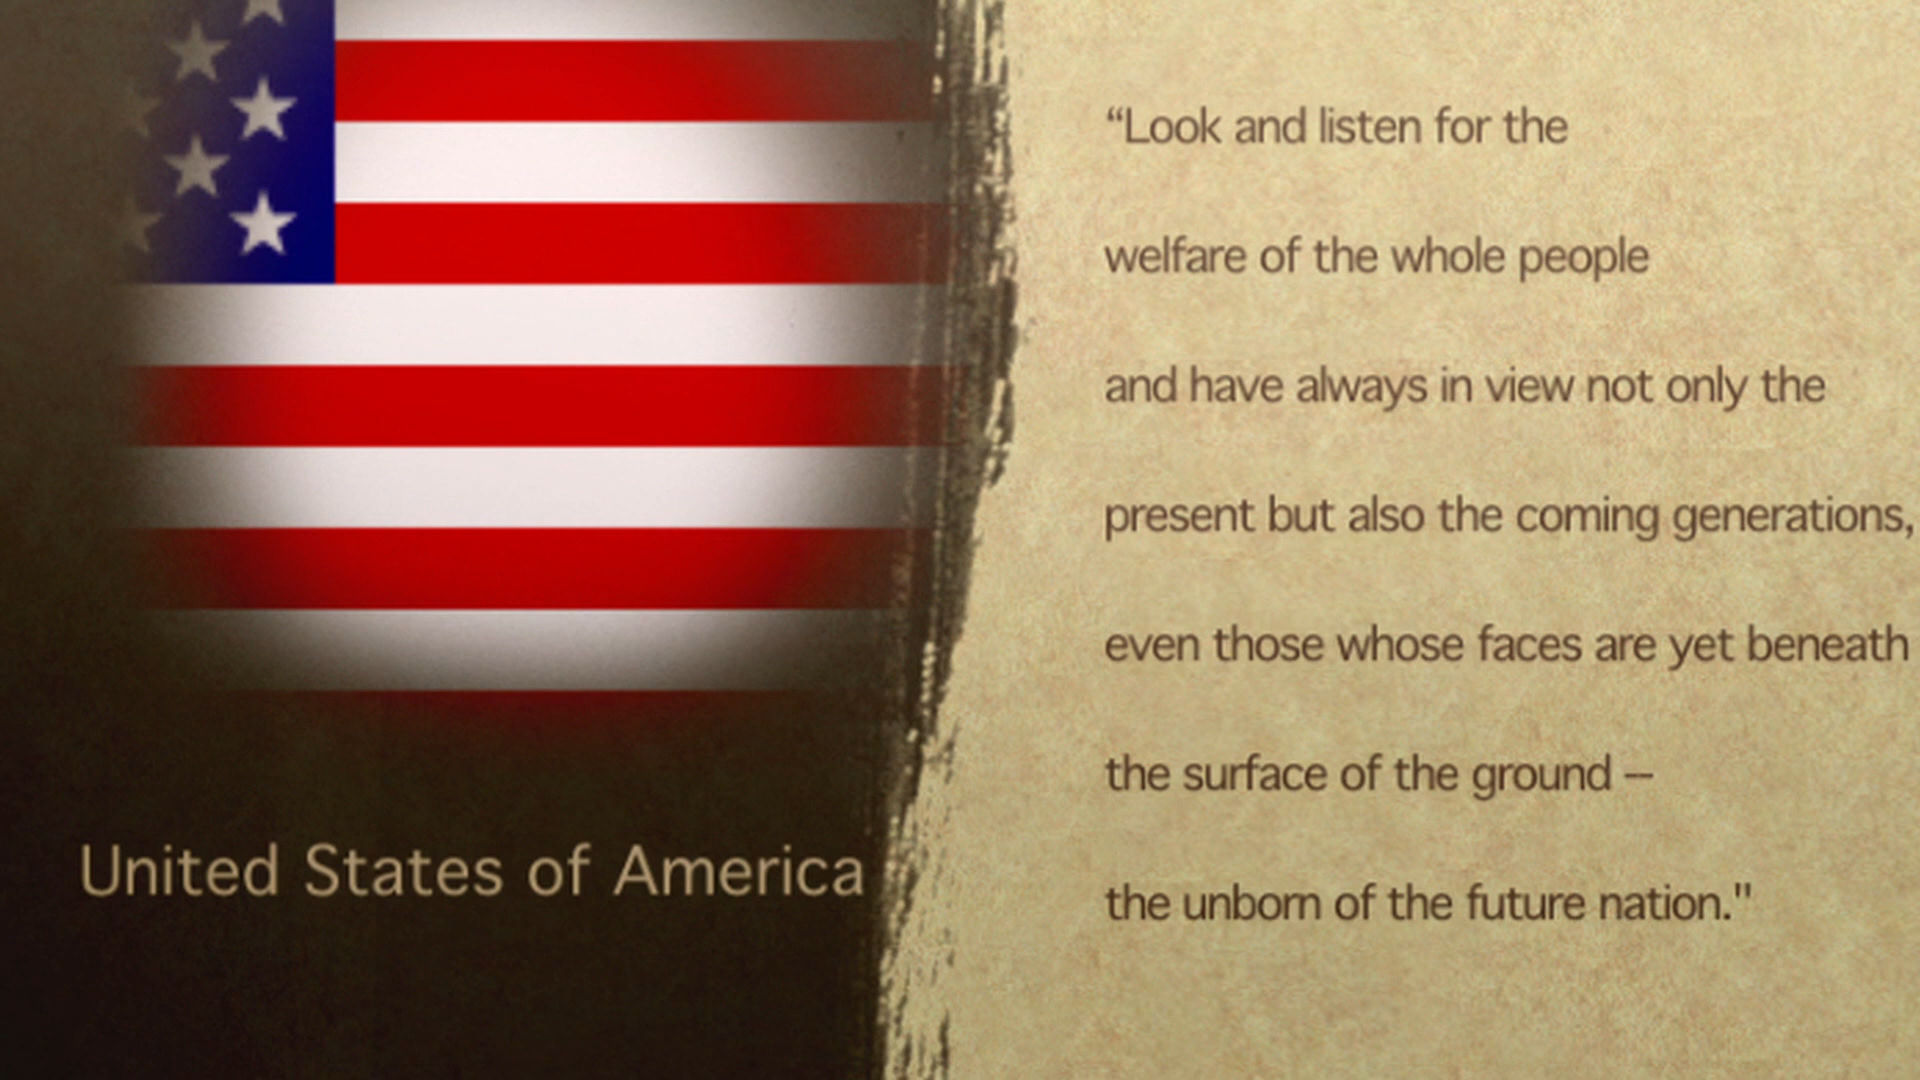 “Look and listen for the
welfare of the whole people
and have always in view not only the
present but also the coming generations,
even those whose faces are yet beneath
the surface of the ground –
the unborn of the future nation."
United States of America